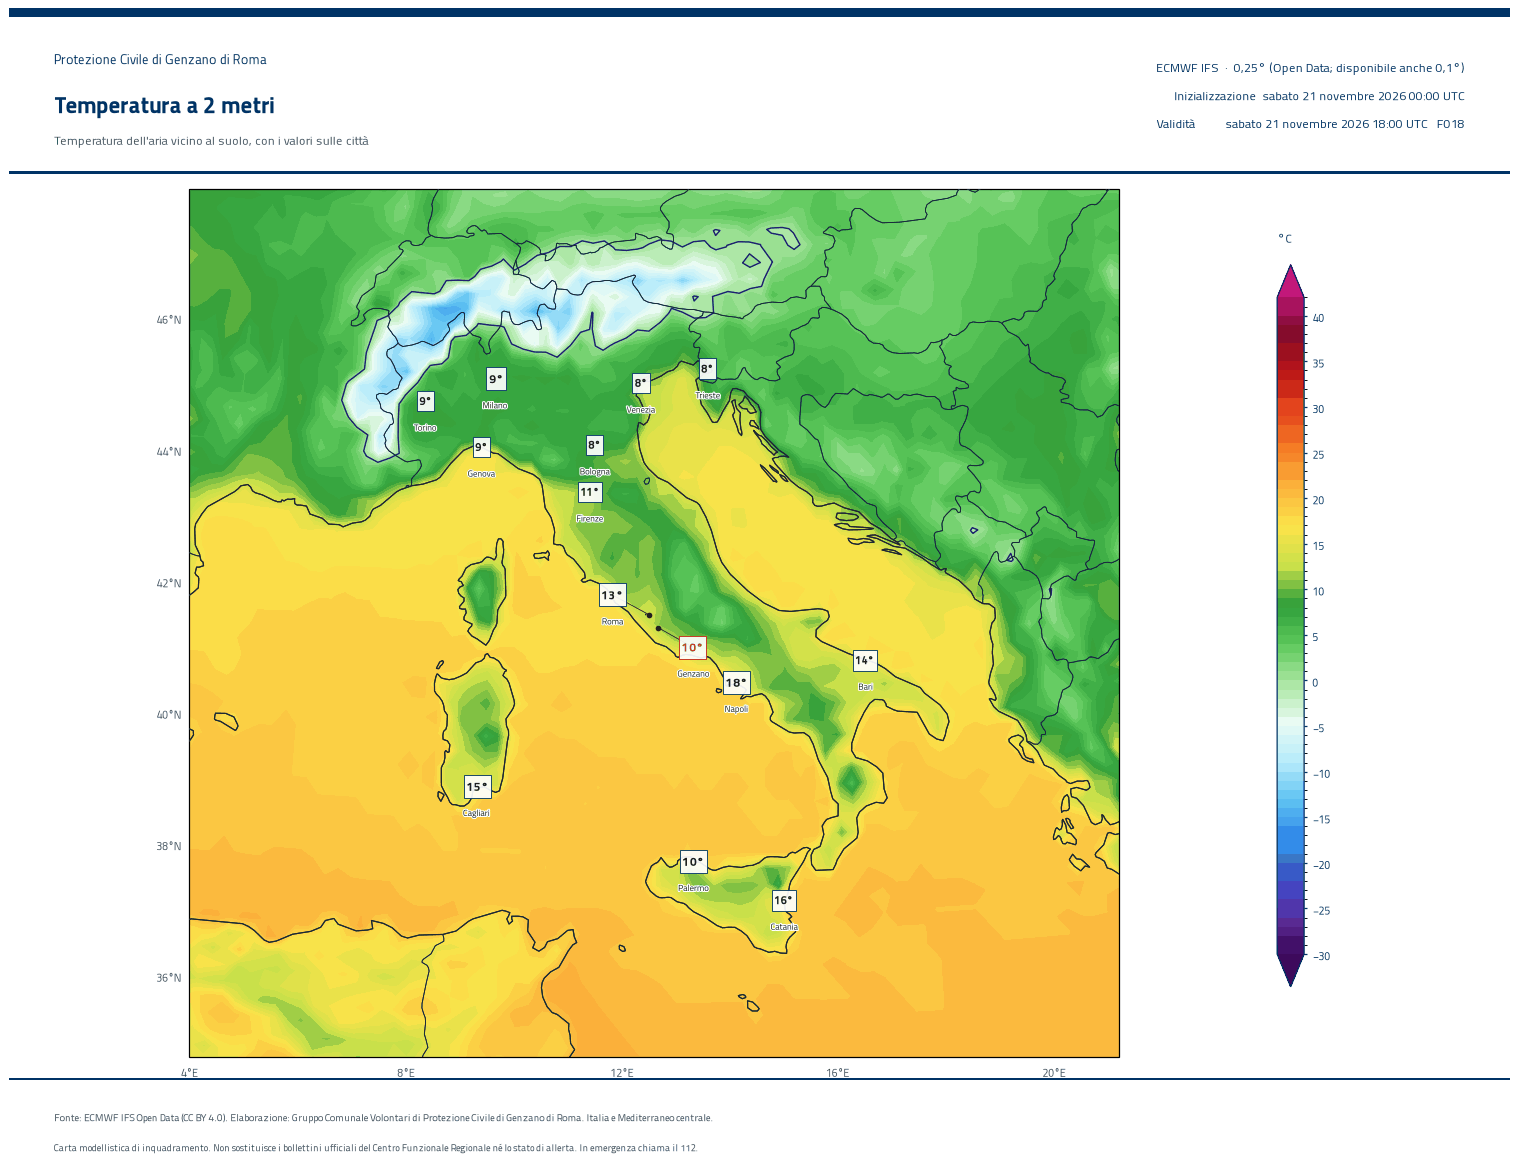 Protezione Civile di Genzano di Roma
Temperatura a 2 metri
Temperatura dell'aria vicino al suolo, con i valori sulle città
ECMWF IFS · 0,25° (Open Data; disponibile anche 0,1°)
Inizializzazione sabato 21 novembre 2026 00:00 UTC
Validità sabato 21 novembre 2026 18:00 UTC F018
°C
40
35
30
25
20
15
10
5
0
−5
−10
−15
−20
−25
−30
46°N
44°N
42°N
40°N
38°N
36°N
4°E
8°E
12°E
16°E
20°E
8°
Trieste
9°
Milano
8°
Venezia
9°
Torino
9°
Genova
8°
Bologna
11°
Firenze
13°
Roma
10°
Genzano
14°
Bari
18°
Napoli
15°
Cagliari
10°
Palermo
16°
Catania
Fonte: ECMWF IFS Open Data (CC BY 4.0). Elaborazione: Gruppo Comunale Volontari di Protezione Civile di Genzano di Roma. Italia e Mediterraneo centrale.
Carta modellistica di inquadramento. Non sostituisce i bollettini ufficiali del Centro Funzionale Regionale né lo stato di allerta. In emergenza chiama il 112.